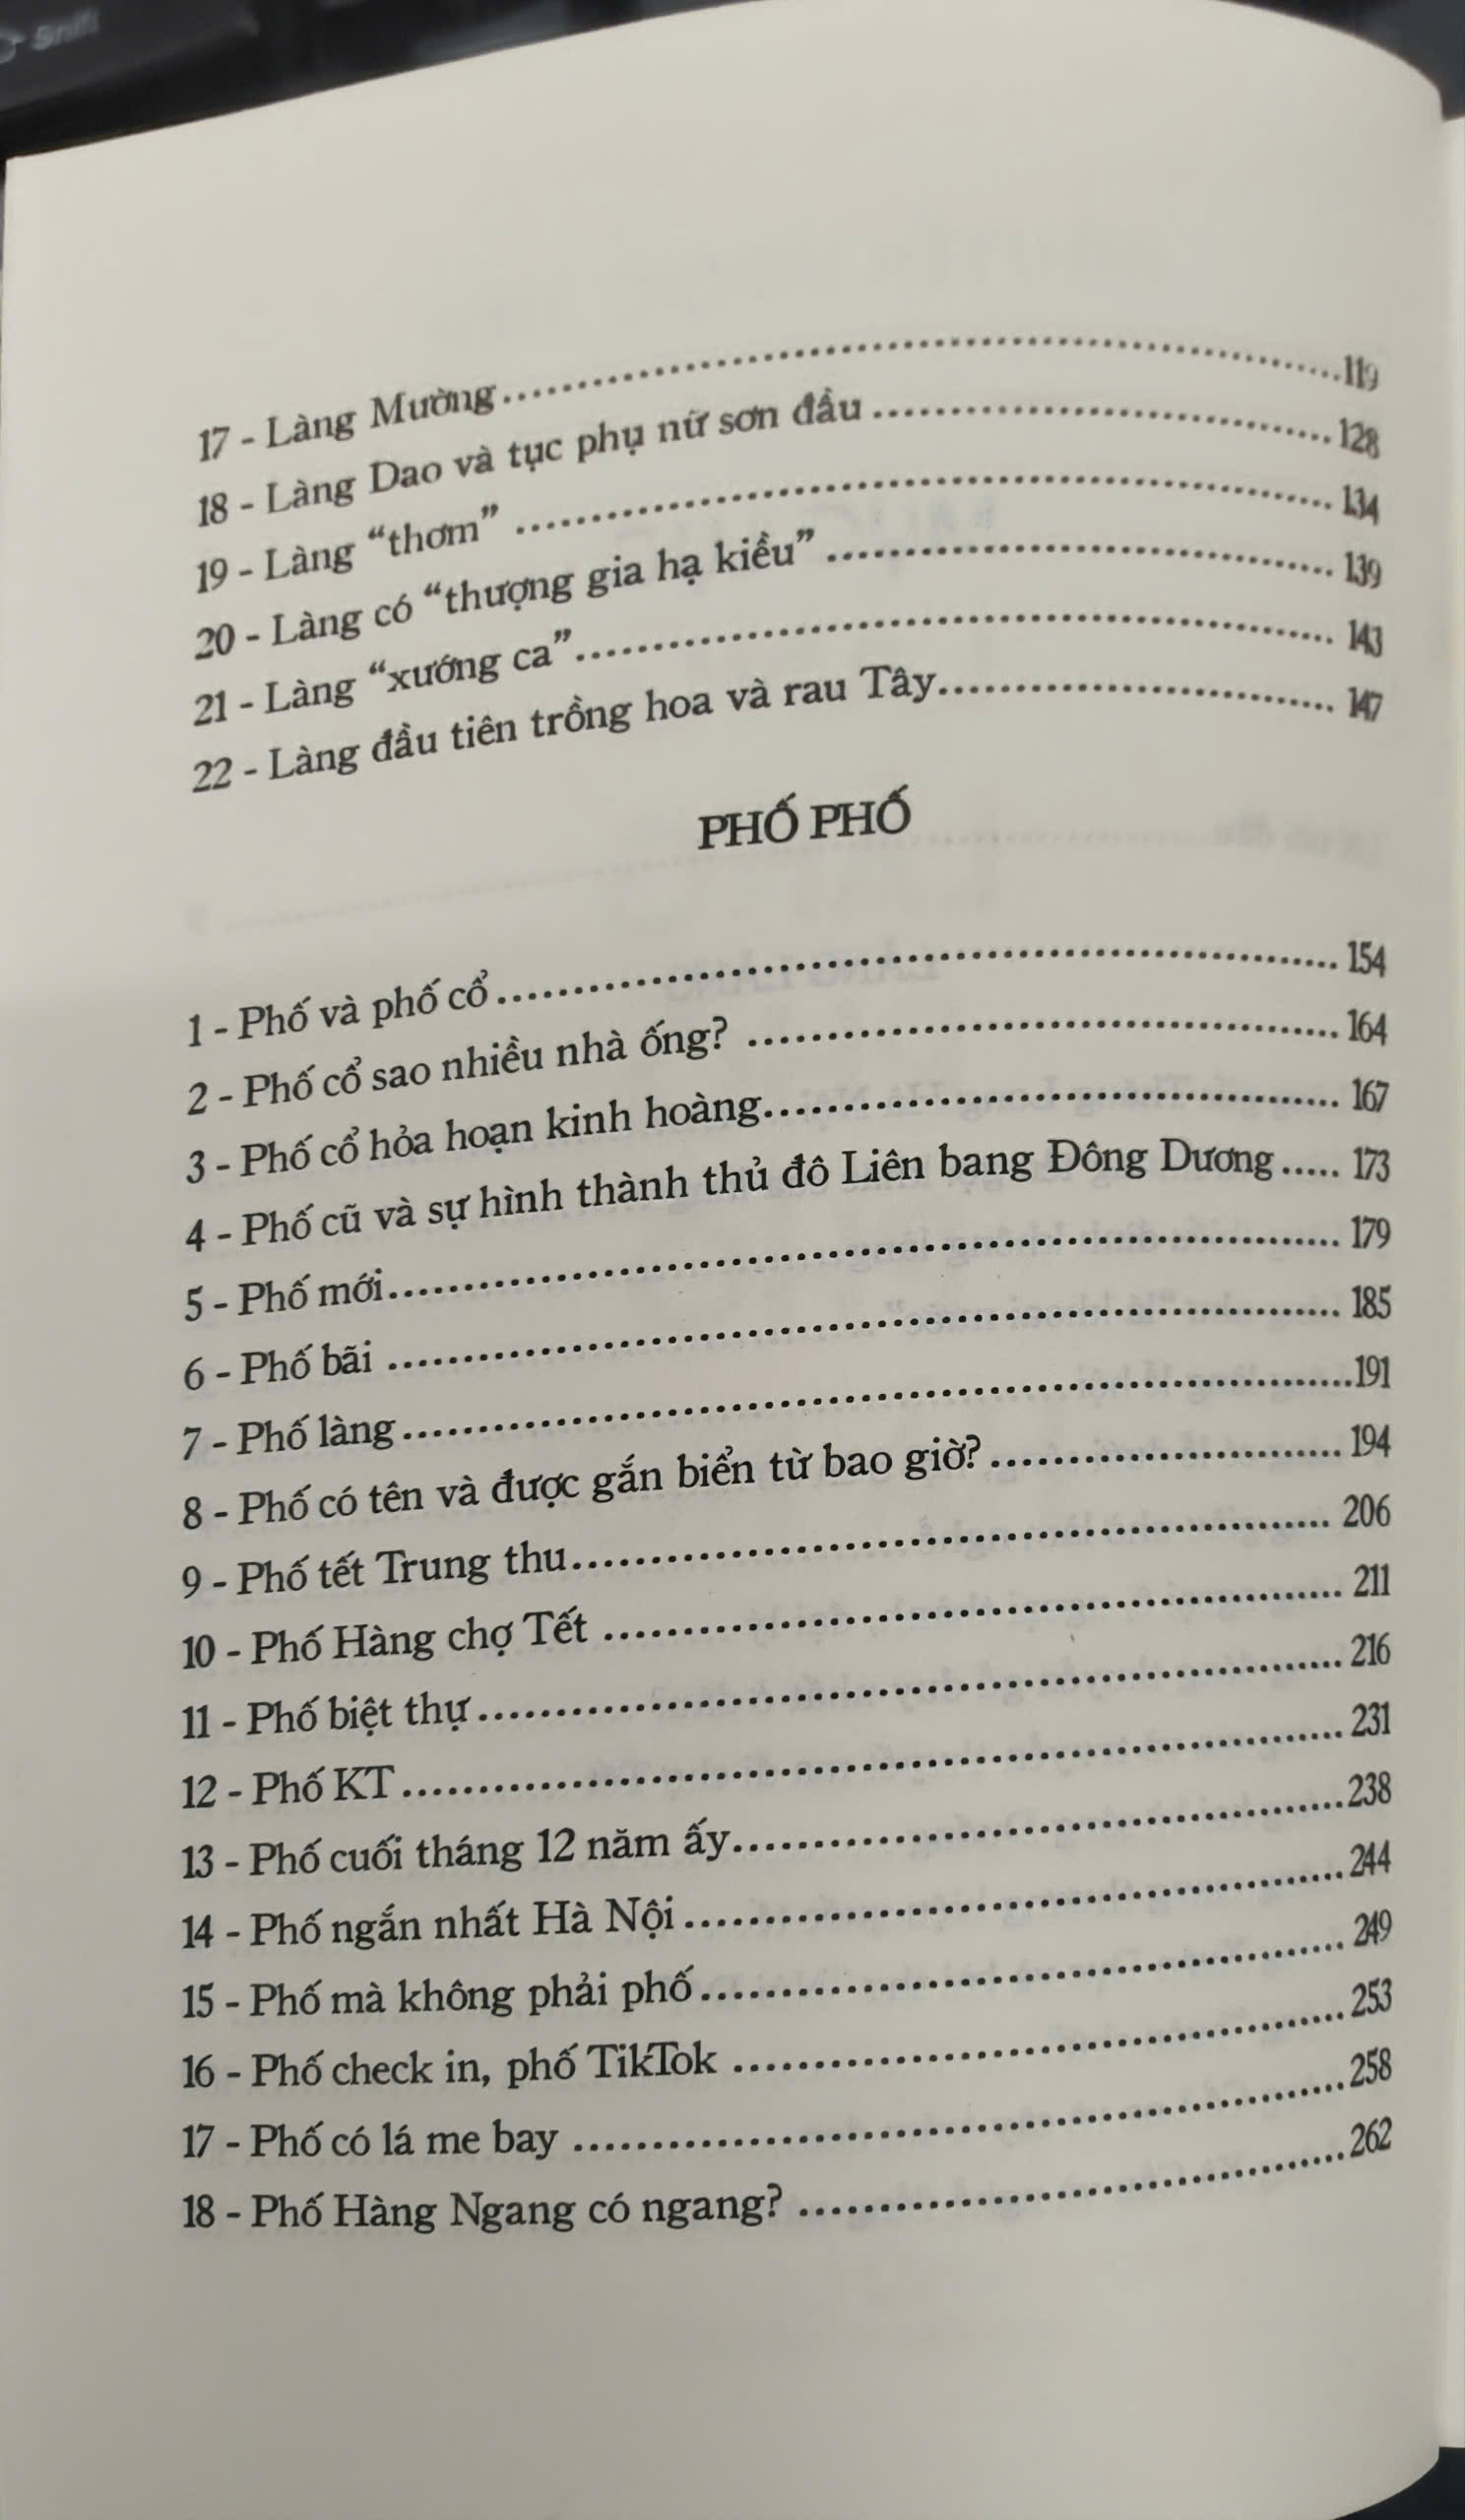 17 - Làng Mường........................................119
18 - Làng Dao và tục phụ nữ sơn đầu ........................................ 128
19 - Làng “thơm” ........................................ 134
20 - Làng có “thượng gia hạ kiều” ........................................ 139
21 - Làng “xướng ca”........................................ 143
22 - Làng đầu tiên trồng hoa và rau Tây........................................ 147
PHỐ PHỐ
1 - Phố và phố cổ ........................................ 154
2 - Phố cổ sao nhiều nhà ống? ........................................ 164
3 - Phố cổ hỏa hoạn kinh hoàng........................................ 167
4 - Phố cũ và sự hình thành thủ đô Liên bang Đông Dương..... 173
5 - Phố mới........................................ 179
6 - Phố bãi ........................................ 185
7 - Phố làng ........................................191
8 - Phố có tên và được gắn biển từ bao giờ? ........................................ 194
9 - Phố tết Trung thu........................................ 206
10 - Phố Hàng chợ Tết ........................................ 211
11 - Phố biệt thự ........................................ 216
12 - Phố KT ........................................ 231
13 - Phố cuối tháng 12 năm ấy........................................238
14 - Phố ngắn nhất Hà Nội ........................................244
15 - Phố mà không phải phố ........................................ 249
16 - Phố check in, phố TikTok ........................................ 253
17 - Phố có lá me bay ........................................258
18 - Phố Hàng Ngang có ngang? ........................................262